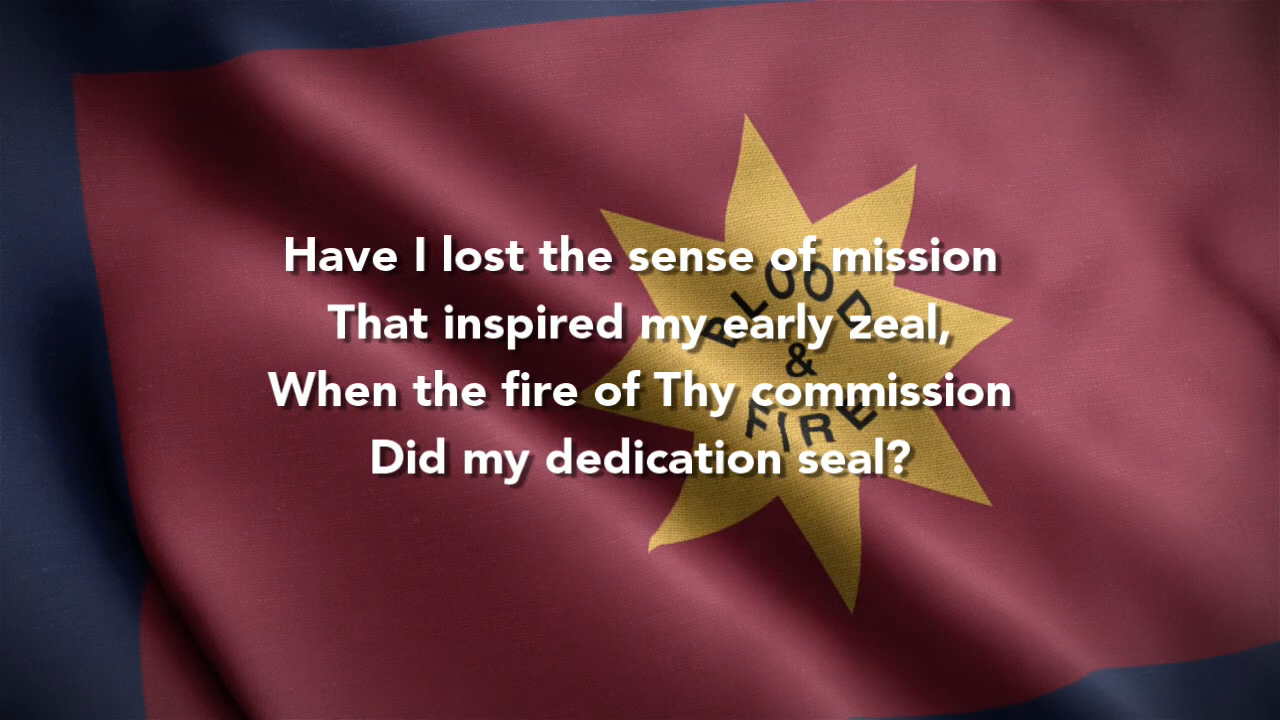 Have I lost the sense of mission
That inspired my early zeal,
When the fire of Thy commission
Did my dedication seal?
BLOOD
&
FIRE